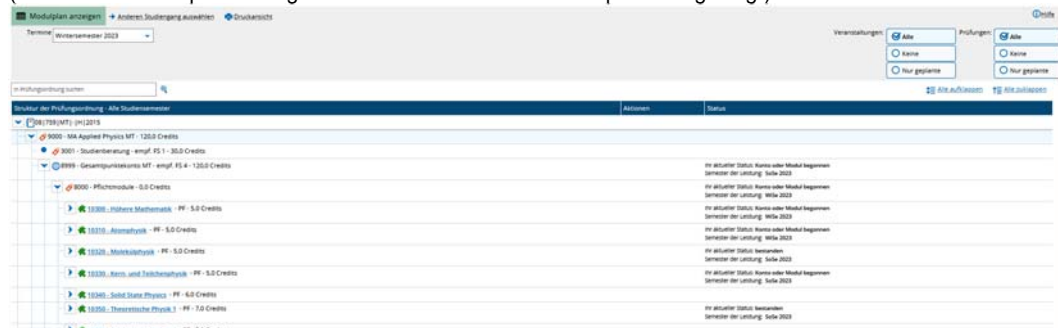 Modulplan anzeigen Anderen Studiengang auswählen Druckansicht Hilfe
Termine Wintersemester 2023 Veranstaltungen: Alle Prüfungen: Alle
Keine Keine
Nur geplante Nur geplante
in Prüfungsordnung suchen Alle aufklappen Alle zuklappen
Struktur der Prüfungsordnung - Alle Studiensemester Aktionen Status
08|759|MT|-|H|2015
9000 - MA Applied Physics MT - 120,0 Credits
3001 - Studienberatung - empf. FS 1 - 30,0 Credits
8999 - Gesamtpunktekonto MT - empf. FS 4 - 120,0 Credits Ihr aktueller Status: Konto oder Modul begonnen
Semester der Leistung: SoSe 2023
8000 - Pflichtmodule - 0,0 Credits Ihr aktueller Status: Konto oder Modul begonnen
Semester der Leistung: WiSe 2023
10300 - Höhere Mathematik - PF - 5.0 Credits Ihr aktueller Status: Konto oder Modul begonnen
Semester der Leistung: WiSe 2023
10310 - Atomphysik - PF - 5,0 Credits Ihr aktueller Status: Konto oder Modul begonnen
Semester der Leistung: WiSe 2023
10320 - Molekülphysik - PF - 5,0 Credits Ihr aktueller Status: bestanden
Semester der Leistung: SoSe 2023
10330 - Kern- und Teilchenphysik - PF - 5,0 Credits Ihr aktueller Status: Konto oder Modul begonnen
Semester der Leistung: SoSe 2023
10340 - Solid State Physics - PF - 6.0 Credits
10350 - Theoretische Physik 1 - PF - 7,0 Credits Ihr aktueller Status: bestanden
Semester der Leistung: SoSe 2023